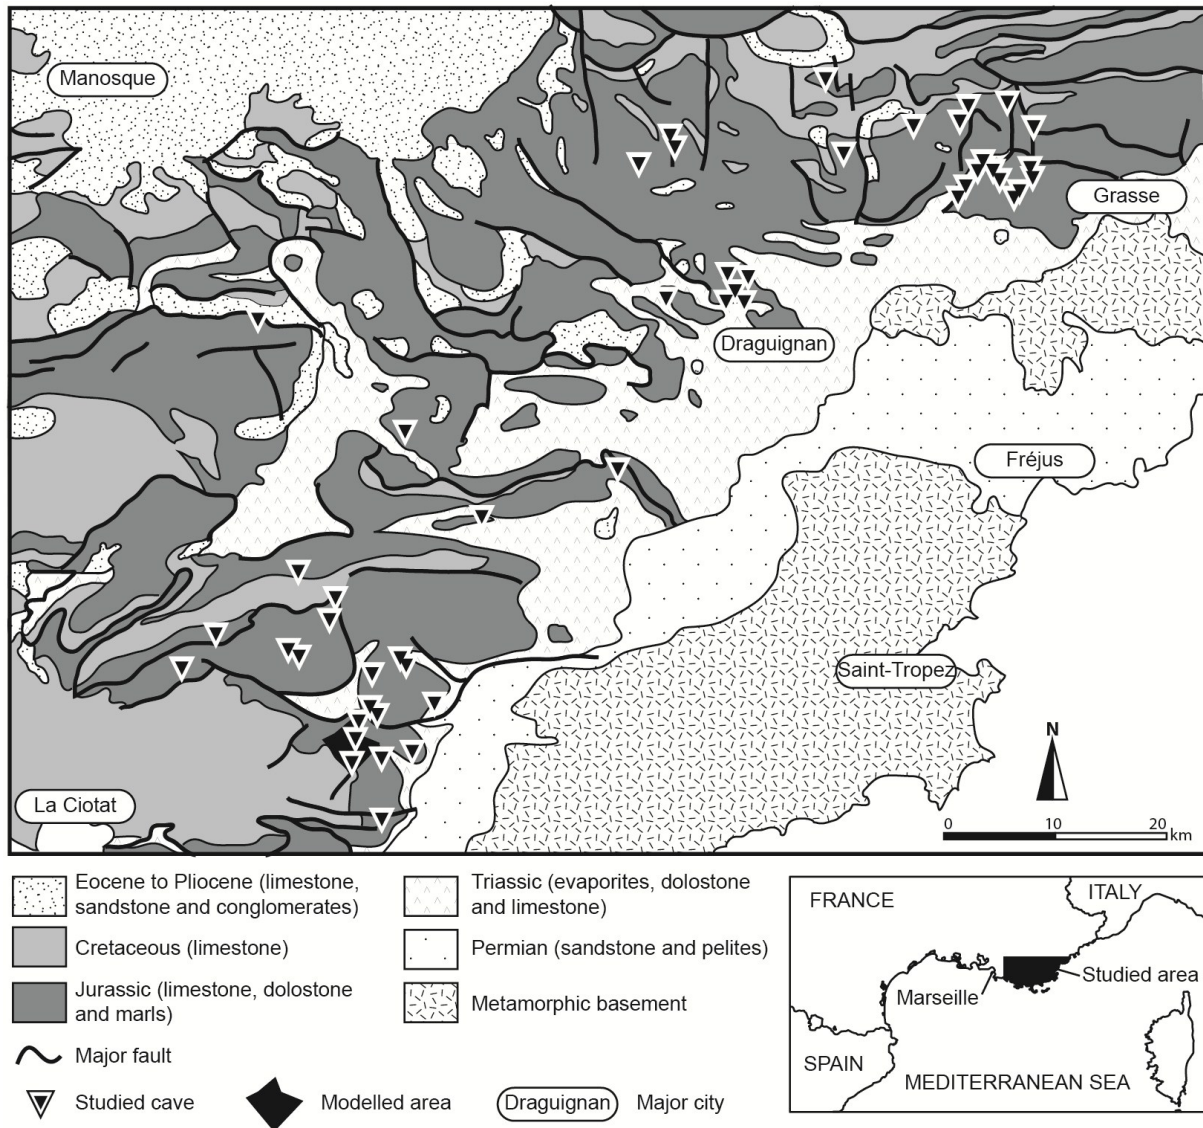 Manosque
Grasse
Draguignan
Fréjus
Saint-Tropez
N
La Ciotat
0 10 20
km
Eocene to Pliocene (limestone,
sandstone and conglomerates)
Cretaceous (limestone)
Jurassic (limestone, dolostone
and marls)
Major fault
Studied cave
Modelled area
Triassic (evaporites, dolostone
and limestone)
Permian (sandstone and pelites)
Metamorphic basement
Draguignan
Major city
FRANCE
ITALY
Studied area
Marseille
SPAIN
MEDITERRANEAN SEA